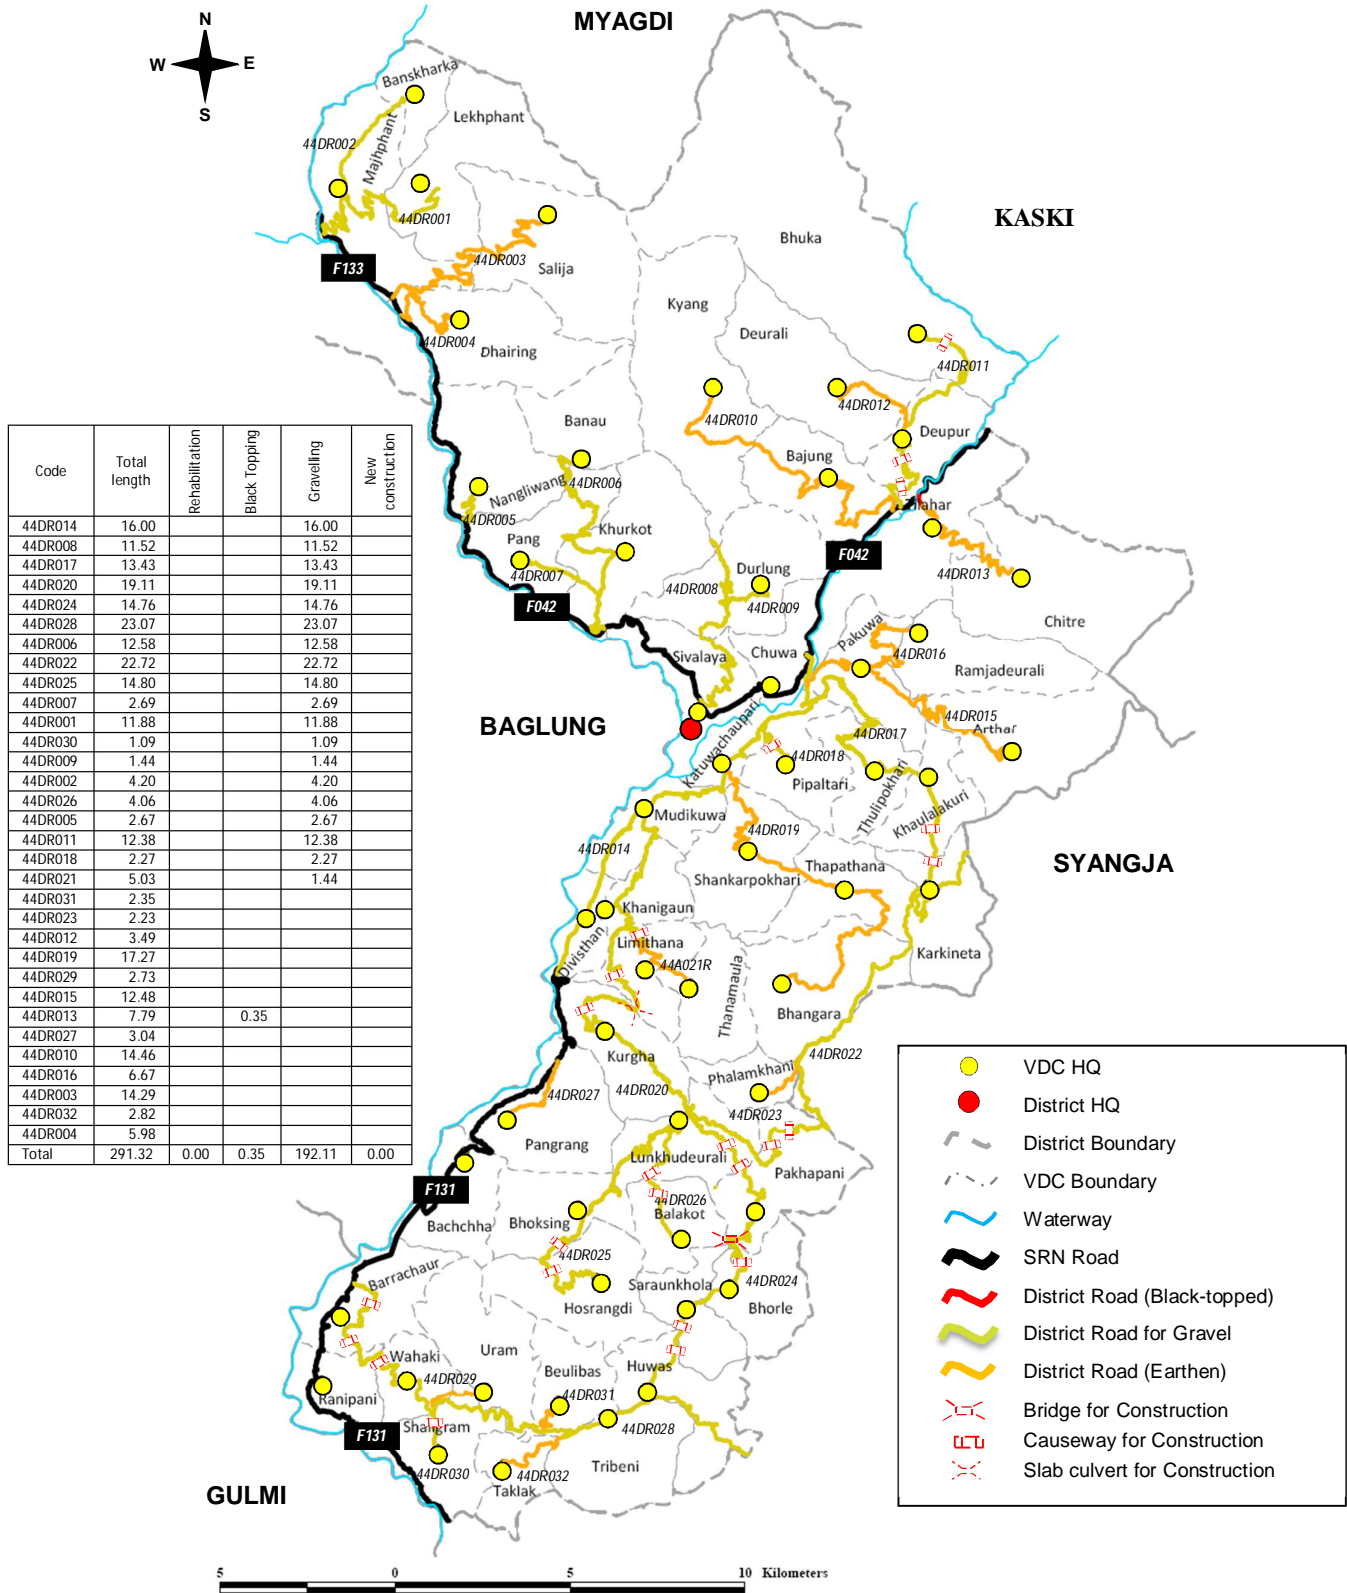 MYAGDI
N
W E
S
Banskharka
Lekhphant
44DR002
Majhphant
44DR001
KASKI
Bhuka
44DR003
Salija
F133
Kyang
Deurali
44DR004
Dhairing
44DR011
44DR012
44DR010
Banau
Deupur
Bajung
Nangliwang
44DR006
44DR005
Khurkot
Pang
44DR007
F042
F042
Durlung
44DR008
44DR009
44DR013
Chitre
Pakuwa
44DR016
Ramjadeurali
Sivalaya
Chuwa
44DR015
Arthar
BAGLUNG
Katuwachaupari
44DR017
44DR018
Pipaltari
Thulipokhari
Khaulalakuri
Mudikuwa
44DR019
44DR014
Thapathana
Shankarpokhari
SYANGJA
Khanigaun
Limithana
Divisthan
44A021R
Karkineta
Thanamaula
Bhangara
Kurgha
44DR022
44DR020
Phalamkhani
44DR027
44DR023
Pangrang
Lunkhudeurali
Pakhapani
F131
44DR026
Balakot
Bachchha
Bhoksing
44DR025
Barrachaur
Saraunkhola
44DR024
Hosrangdi
Bhorle
Uram
Wahaki
Beulibas
Huwas
44DR029
44DR031
Ranipani
Shangram
44DR028
F131
44DR030
44DR032
Tribeni
Taklak
GULMI
Code Total length Rehabilitation Black Topping Gravelling New construction
44DR014 16.00 16.00
44DR008 11.52 11.52
44DR017 13.43 13.43
44DR020 19.11 19.11
44DR024 14.76 14.76
44DR028 23.07 23.07
44DR006 12.58 12.58
44DR022 22.72 22.72
44DR025 14.80 14.80
44DR007 2.69 2.69
44DR001 11.88 11.88
44DR030 1.09 1.09
44DR009 1.44 1.44
44DR002 4.20 4.20
44DR026 4.06 4.06
44DR005 2.67 2.67
44DR011 12.38 12.38
44DR018 2.27 2.27
44DR021 5.03 1.44
44DR031 2.35
44DR023 2.23
44DR012 3.49
44DR019 17.27
44DR029 2.73
44DR015 12.48
44DR013 7.79 0.35
44DR027 3.04
44DR010 14.46
44DR016 6.67
44DR003 14.29
44DR032 2.82
44DR004 5.98
Total 291.32 0.00 0.35 192.11 0.00
VDC HQ
District HQ
District Boundary
VDC Boundary
Waterway
SRN Road
District Road (Black-topped)
District Road for Gravel
District Road (Earthen)
Bridge for Construction
Causeway for Construction
Slab culvert for Construction
5 0 5 10 Kilometers